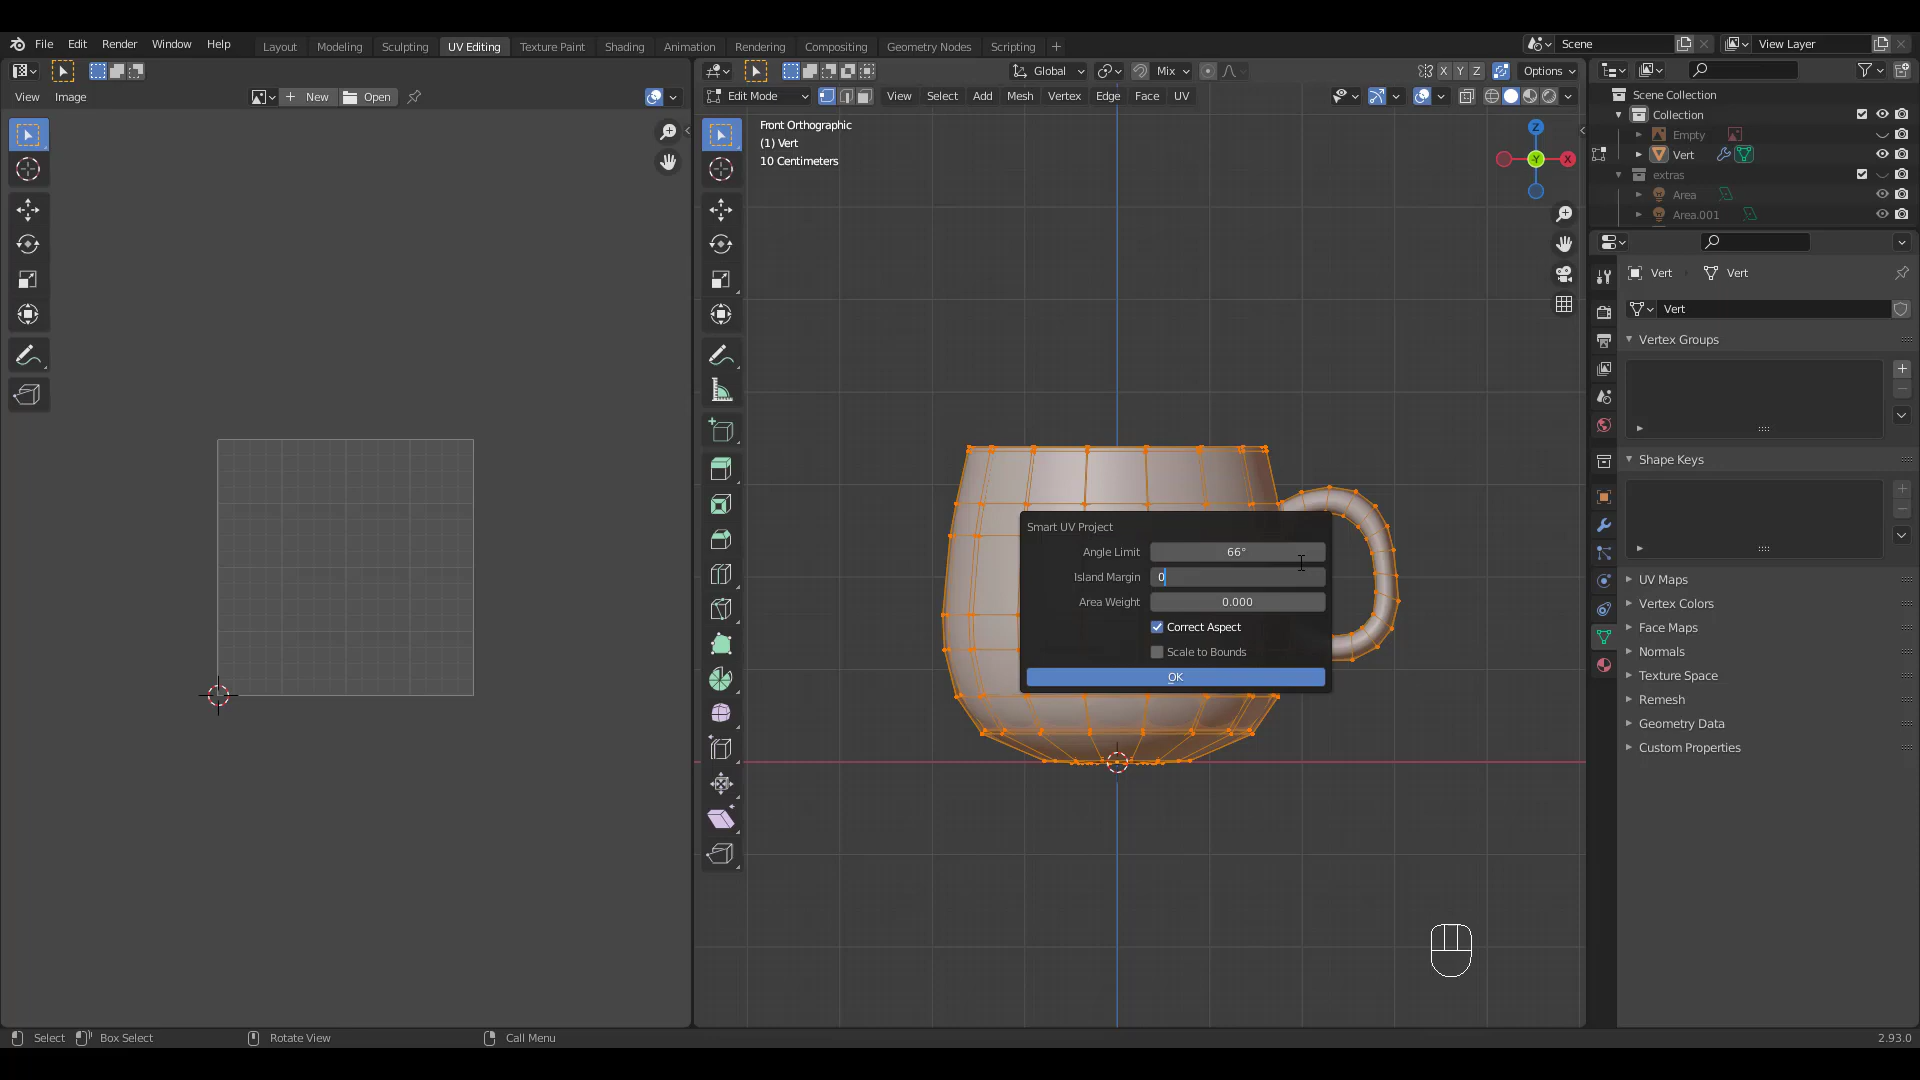 File Edit Render Window Help
Layout Modeling Sculpting UV Editing Texture Paint Shading Animation Rendering Compositing Geometry Nodes Scripting +
Scene
View Layer
Global
Mix
X Y Z
Options
View Image
New
Open
Edit Mode
View Select Add Mesh Vertex Edge Face UV
Front Orthographic
(1) Vert
10 Centimeters
Z
Y
X
Scene Collection
Collection
Empty
Vert
extras
Area
Area.001
Vert
Vert
Vert
Vertex Groups
Shape Keys
UV Maps
Vertex Colors
Face Maps
Normals
Texture Space
Remesh
Geometry Data
Custom Properties
Smart UV Project
Angle Limit 66°
Island Margin 0
Area Weight 0.000
Correct Aspect
Scale to Bounds
OK
Select Box Select Rotate View Call Menu 2.93.0